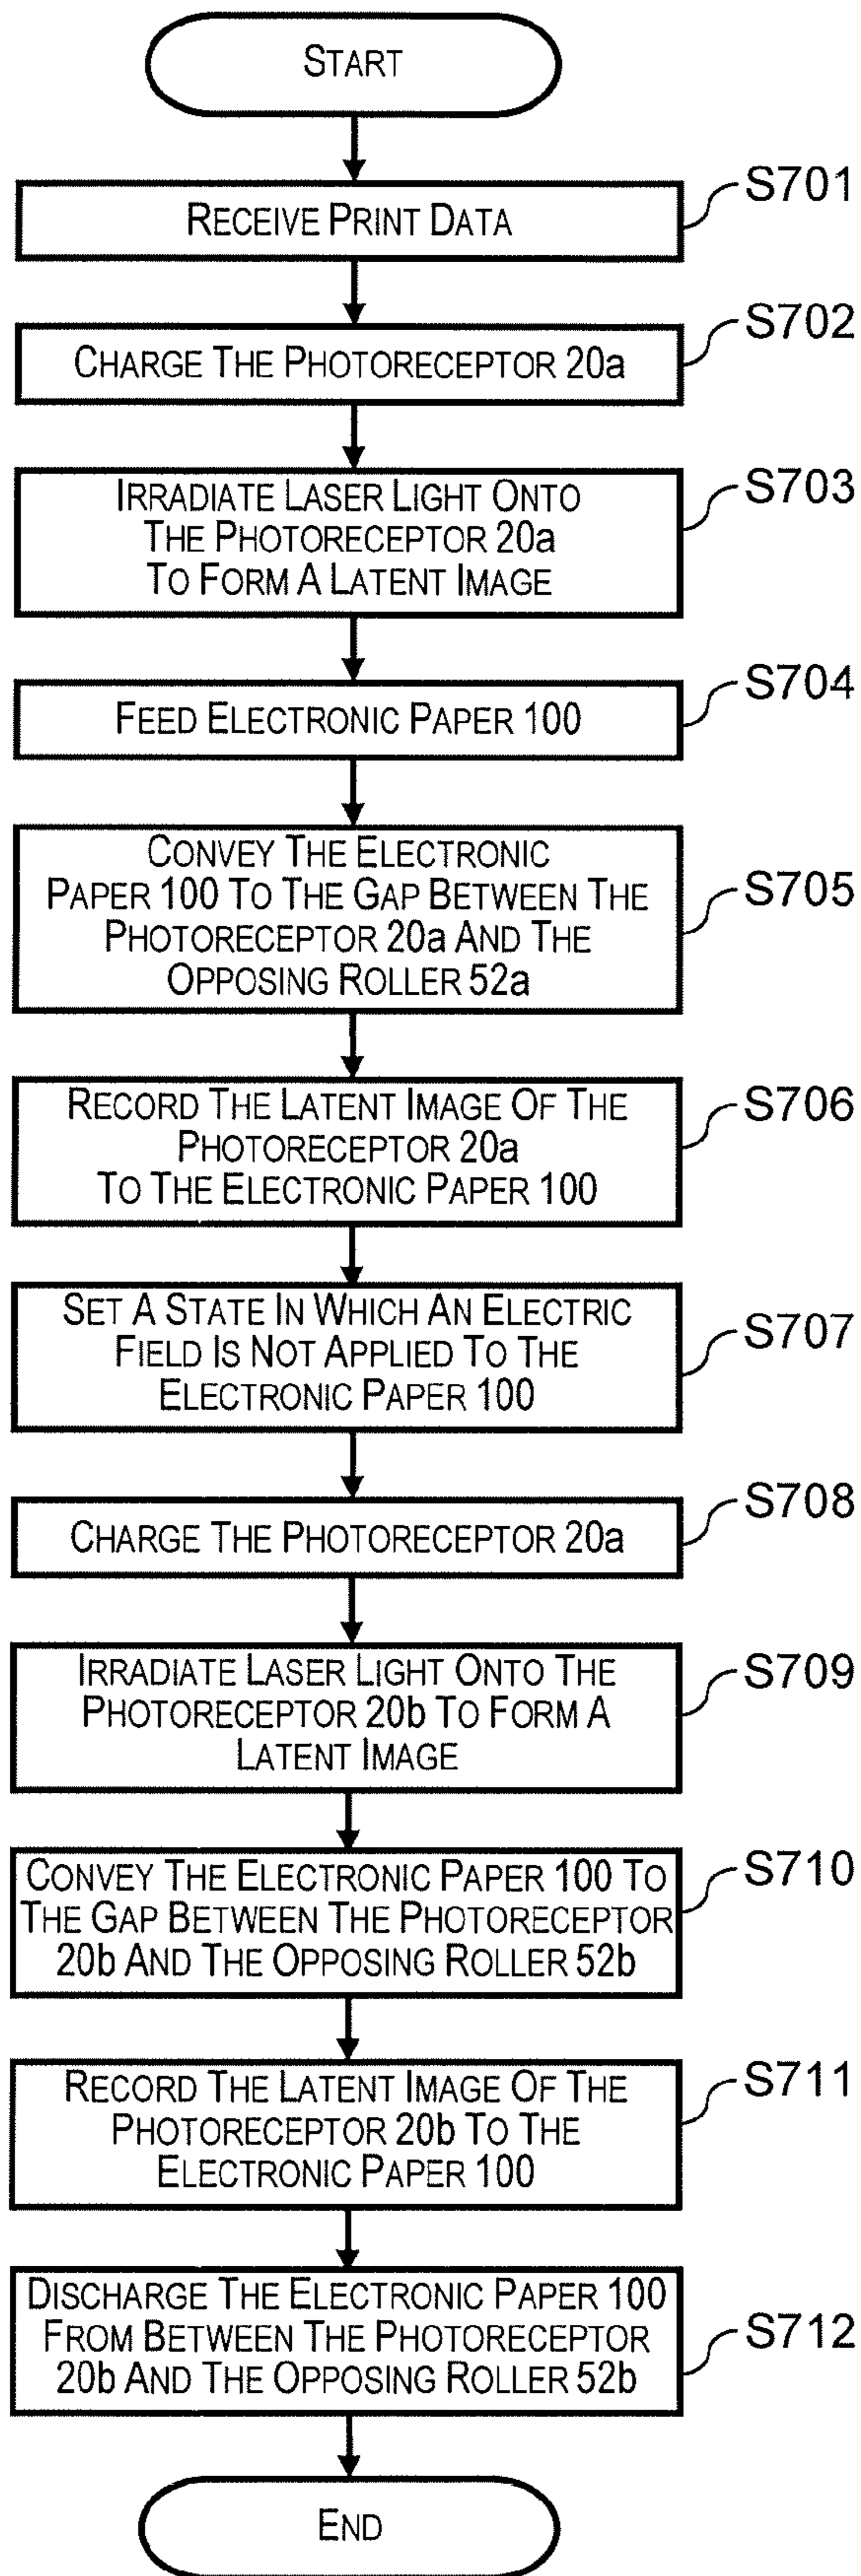 START
RECEIVE PRINT DATA
S701
CHARGE THE PHOTORECEPTOR 20a
S702
IRRADIATE LASER LIGHT ONTO
THE PHOTORECEPTOR 20a
TO FORM A LATENT IMAGE
S703
FEED ELECTRONIC PAPER 100
S704
CONVEY THE ELECTRONIC
PAPER 100 TO THE GAP BETWEEN THE
PHOTORECEPTOR 20a AND THE
OPPOSING ROLLER 52a
S705
RECORD THE LATENT IMAGE OF THE
PHOTORECEPTOR 20a
TO THE ELECTRONIC PAPER 100
S706
SET A STATE IN WHICH AN ELECTRIC
FIELD IS NOT APPLIED TO THE
ELECTRONIC PAPER 100
S707
CHARGE THE PHOTORECEPTOR 20a
S708
IRRADIATE LASER LIGHT ONTO THE
PHOTORECEPTOR 20b TO FORM A
LATENT IMAGE
S709
CONVEY THE ELECTRONIC PAPER 100 TO
THE GAP BETWEEN THE PHOTORECEPTOR
20b AND THE OPPOSING ROLLER 52b
S710
RECORD THE LATENT IMAGE OF THE
PHOTORECEPTOR 20b TO THE
ELECTRONIC PAPER 100
S711
DISCHARGE THE ELECTRONIC PAPER 100
FROM BETWEEN THE PHOTORECEPTOR
20b AND THE OPPOSING ROLLER 52b
S712
END